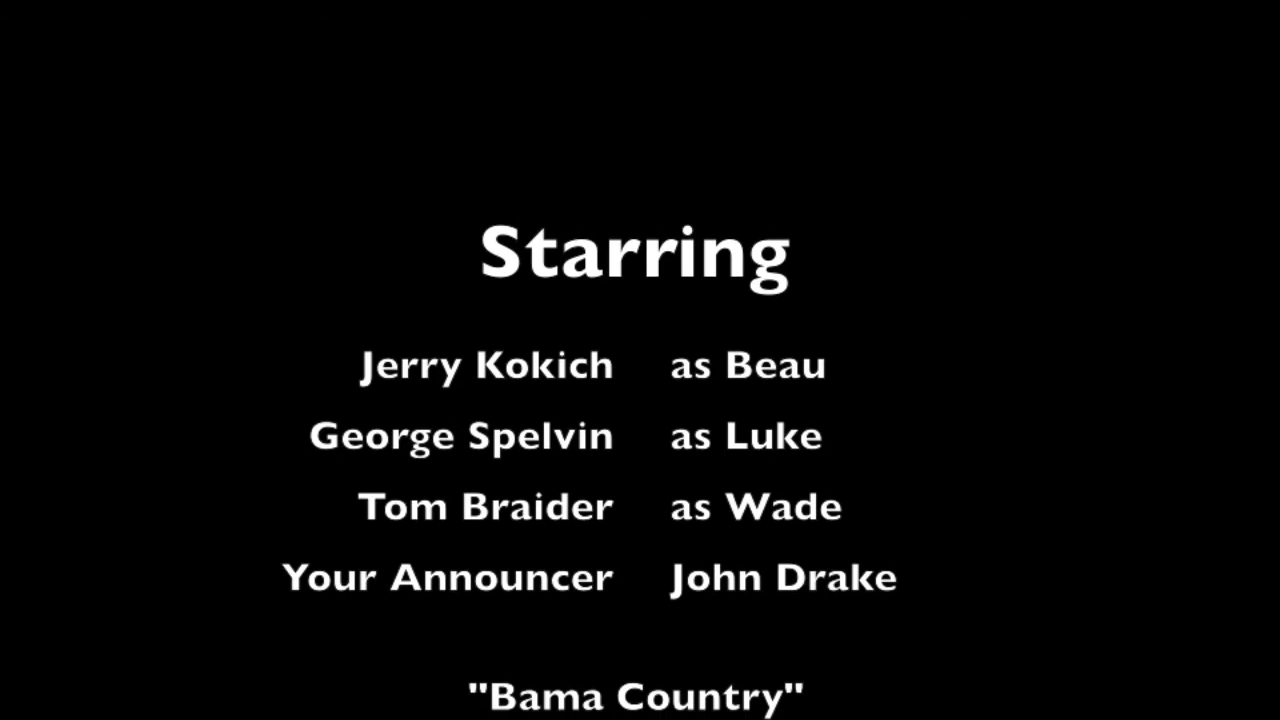 Starring
Jerry Kokich as Beau
George Spelvin as Luke
Tom Braider as Wade
Your Announcer John Drake
"Bama Country"